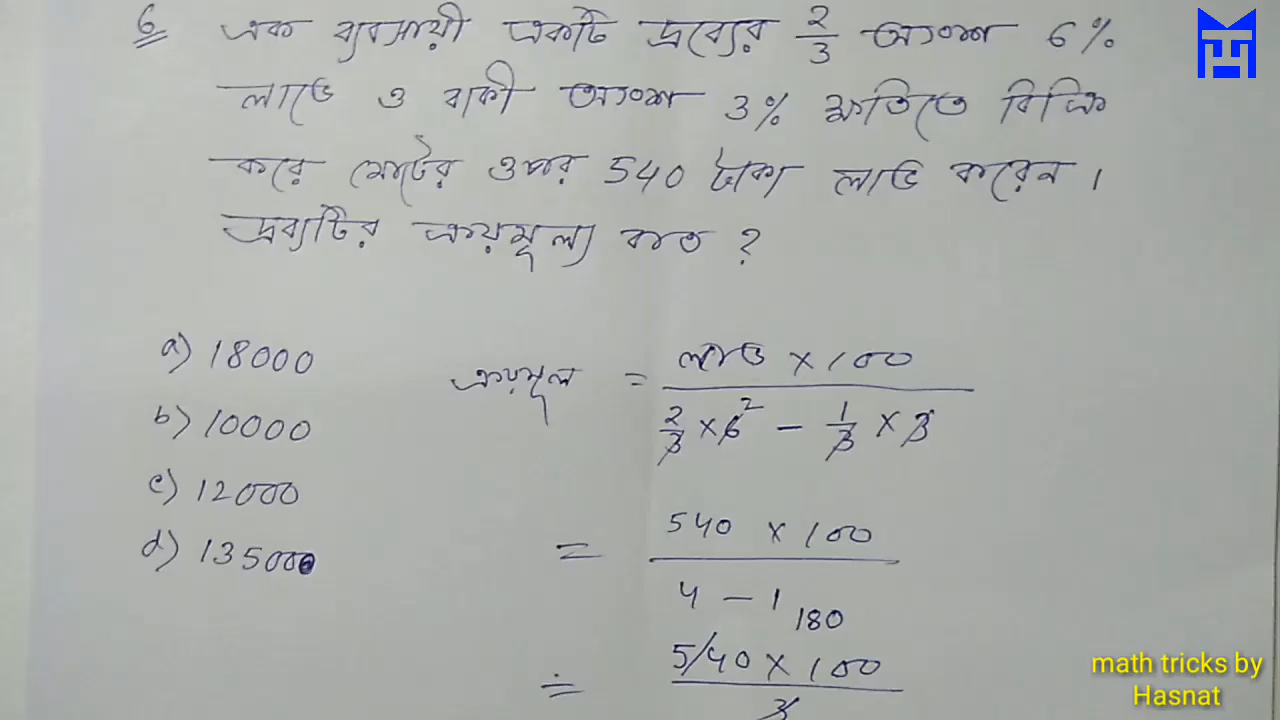 6 এক ব্যবসায়ী একটি দ্রব্যের 2/3 অংশ 6%
লাভে ও বাকী অংশ 3% ক্ষতিতে বিক্রি
করে মোটের ওপর 540 টাকা লাভ করেন।
দ্রব্যটির ক্রয়মূল্য কত ?
a) 18000
b) 10000
c) 12000
d) 135000
ক্রয়মূল্য = লাভ × 100
2/3 × 6 2 - 1/3 × 3
= 540 × 100
4 - 1
180
= 540 × 100
3
math tricks by
Hasnat